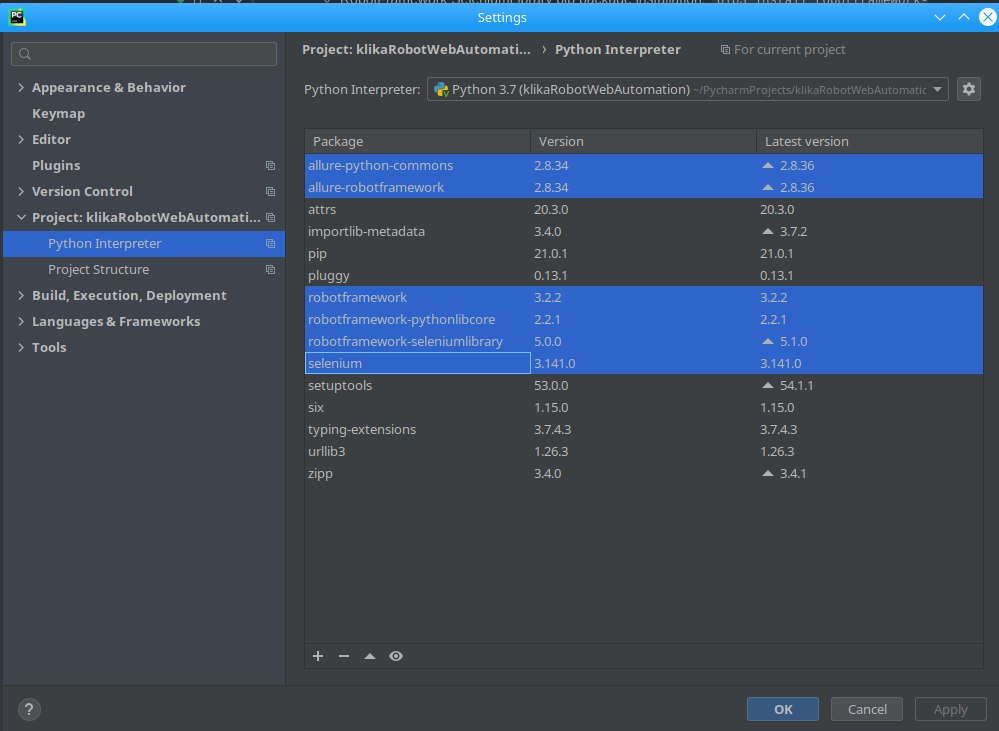 Settings
PC
Project: klikaRobotWebAutomati... › Python Interpreter For current project
Appearance & Behavior
Keymap
Editor
Plugins
Version Control
Project: klikaRobotWebAutomati...
Python Interpreter
Project Structure
Build, Execution, Deployment
Languages & Frameworks
Tools
Python Interpreter: Python 3.7 (klikaRobotWebAutomation) ~/PycharmProjects/klikaRobotWebAutomatic
Package Version Latest version
allure-python-commons 2.8.34 2.8.36
allure-robotframework 2.8.34 2.8.36
attrs 20.3.0 20.3.0
importlib-metadata 3.4.0 3.7.2
pip 21.0.1 21.0.1
pluggy 0.13.1 0.13.1
robotframework 3.2.2 3.2.2
robotframework-pythonlibcore 2.2.1 2.2.1
robotframework-seleniumlibrary 5.0.0 5.1.0
selenium 3.141.0 3.141.0
setuptools 53.0.0 54.1.1
six 1.15.0 1.15.0
typing-extensions 3.7.4.3 3.7.4.3
urllib3 1.26.3 1.26.3
zipp 3.4.0 3.4.1
? OK Cancel Apply